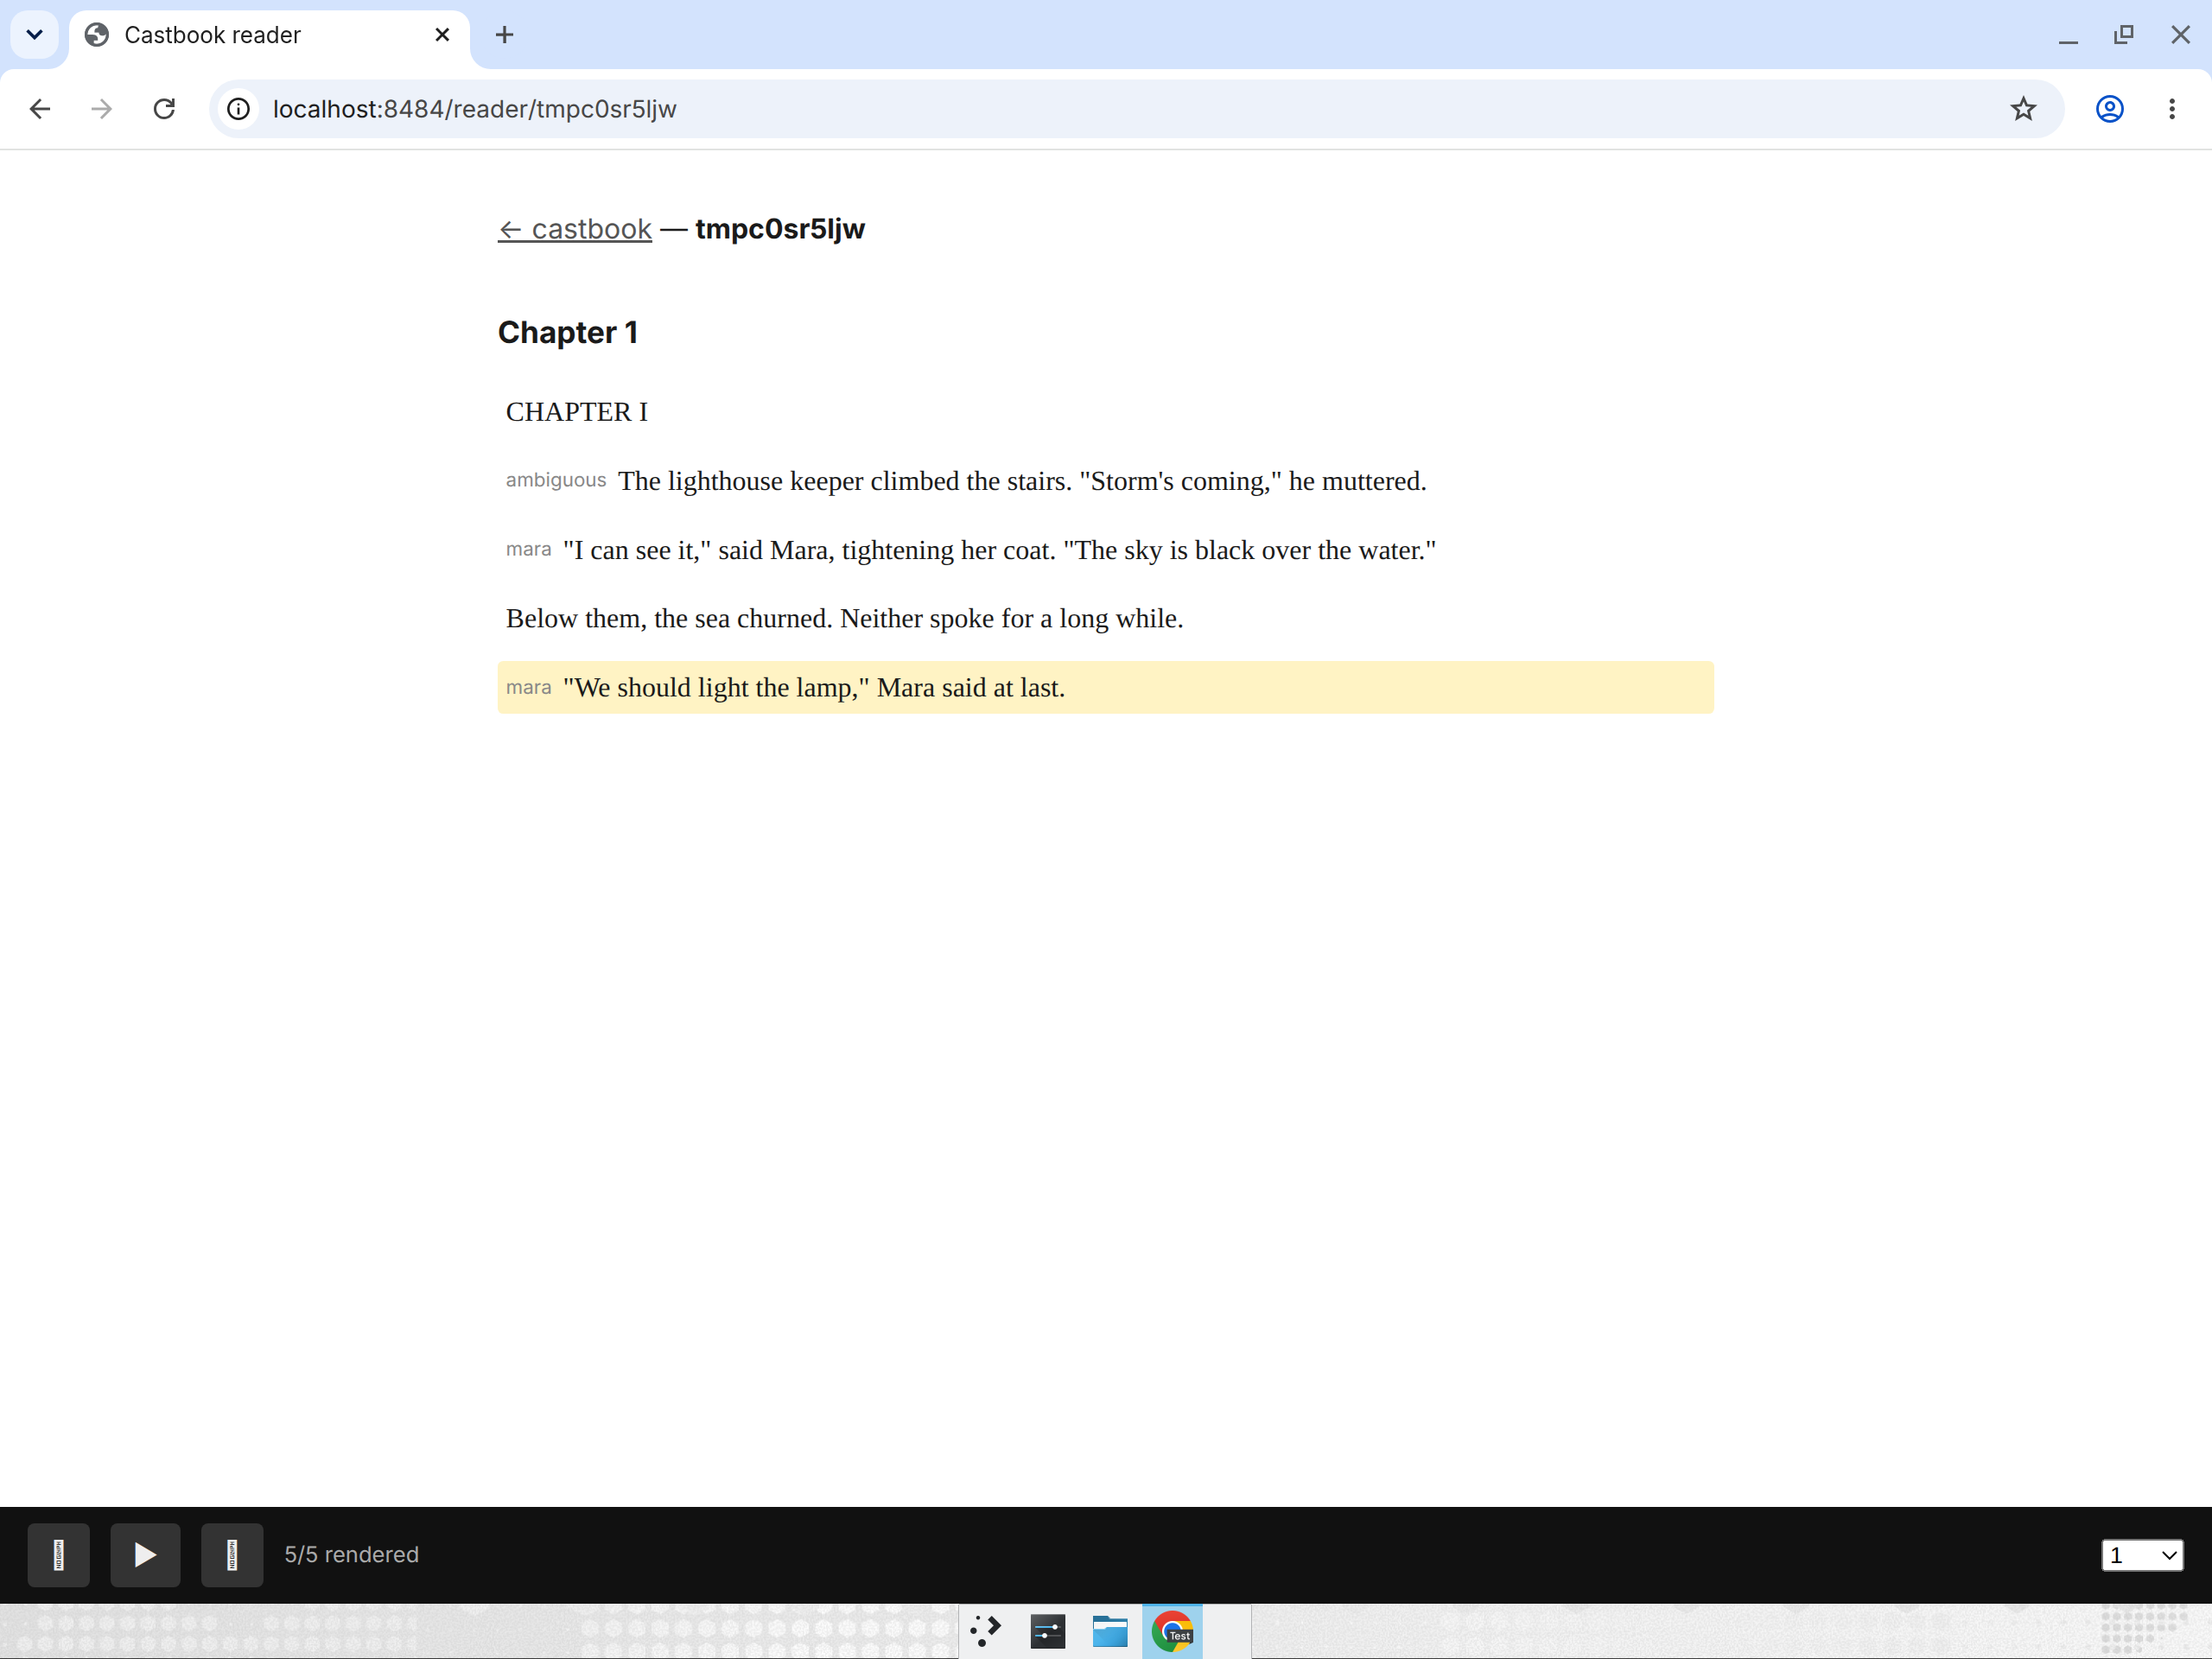 Castbook reader
localhost:8484/reader/tmpc0sr5ljw
← castbook — tmpc0sr5ljw
Chapter 1
CHAPTER I
ambiguous The lighthouse keeper climbed the stairs. "Storm's coming," he muttered.
mara "I can see it," said Mara, tightening her coat. "The sky is black over the water."
Below them, the sea churned. Neither spoke for a long while.
mara "We should light the lamp," Mara said at last.
5/5 rendered
1
Test